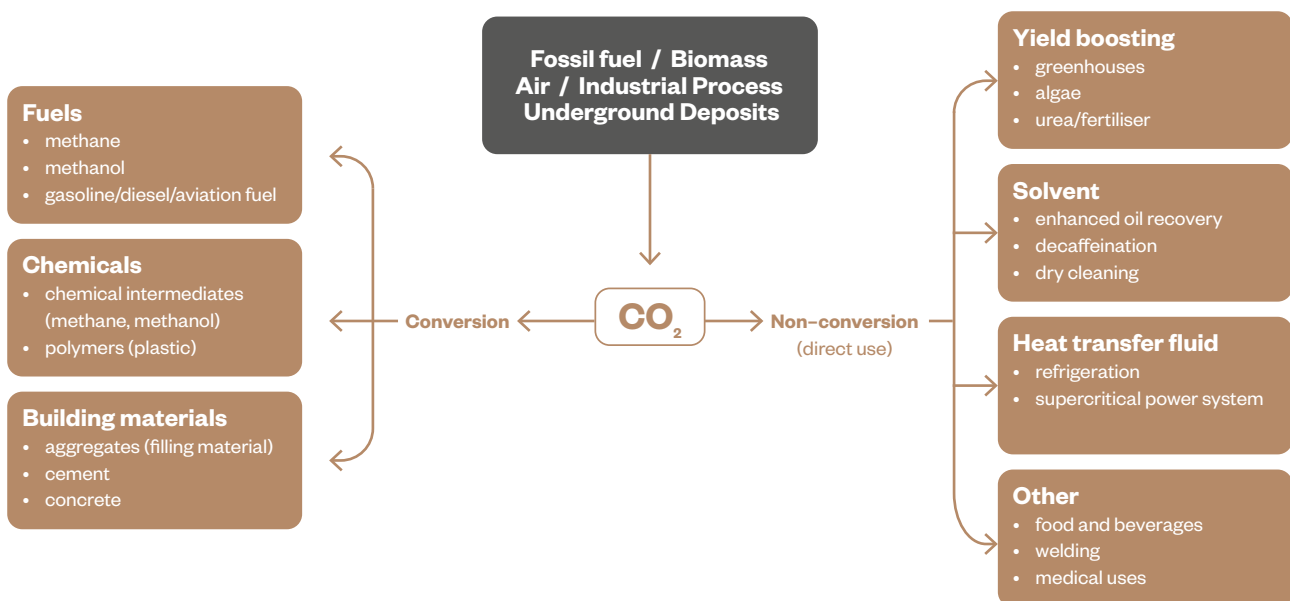 Fossil fuel / Biomass
Air / Industrial Process
Underground Deposits
Fuels
• methane
• methanol
• gasoline/diesel/aviation fuel
Chemicals
• chemical intermediates
(methane, methanol)
• polymers (plastic)
Building materials
• aggregates (filling material)
• cement
• concrete
Conversion
CO₂
Non–conversion
(direct use)
Yield boosting
• greenhouses
• algae
• urea/fertiliser
Solvent
• enhanced oil recovery
• decaffeination
• dry cleaning
Heat transfer fluid
• refrigeration
• supercritical power system
Other
• food and beverages
• welding
• medical uses